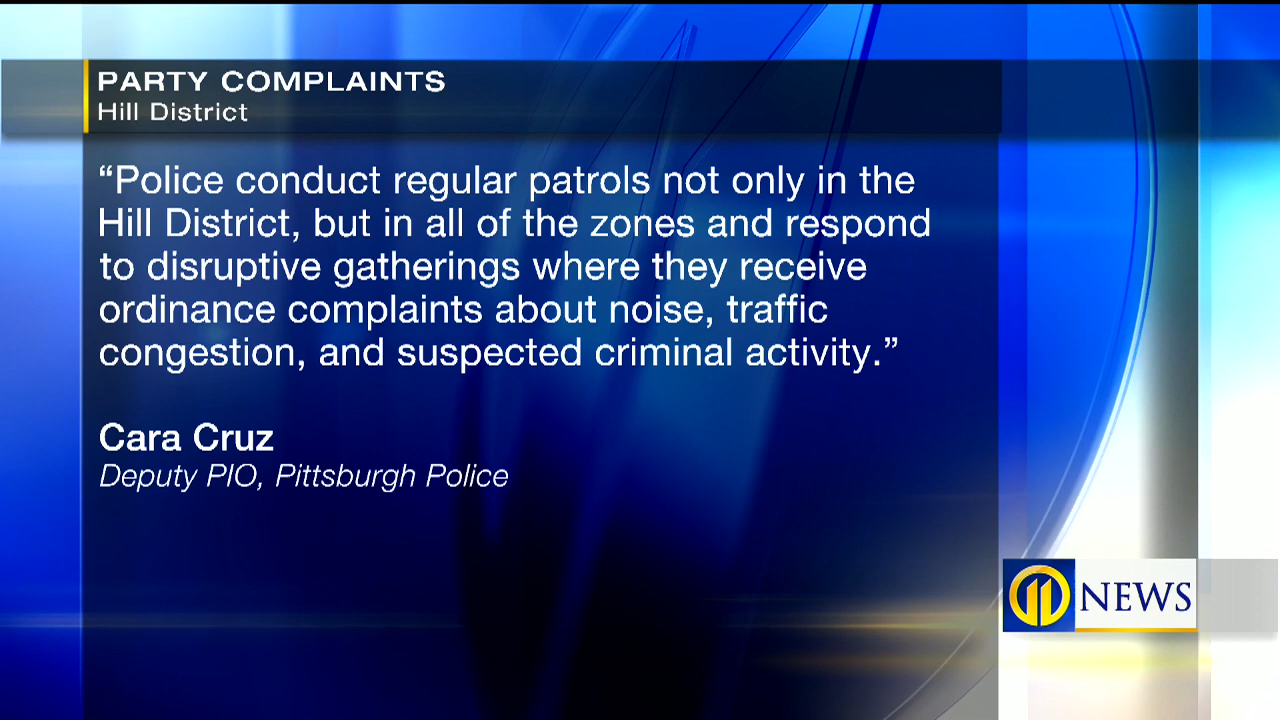 PARTY COMPLAINTS
Hill District
“Police conduct regular patrols not only in the
Hill District, but in all of the zones and respond
to disruptive gatherings where they receive
ordinance complaints about noise, traffic
congestion, and suspected criminal activity.”
Cara Cruz
Deputy PIO, Pittsburgh Police
11 NEWS